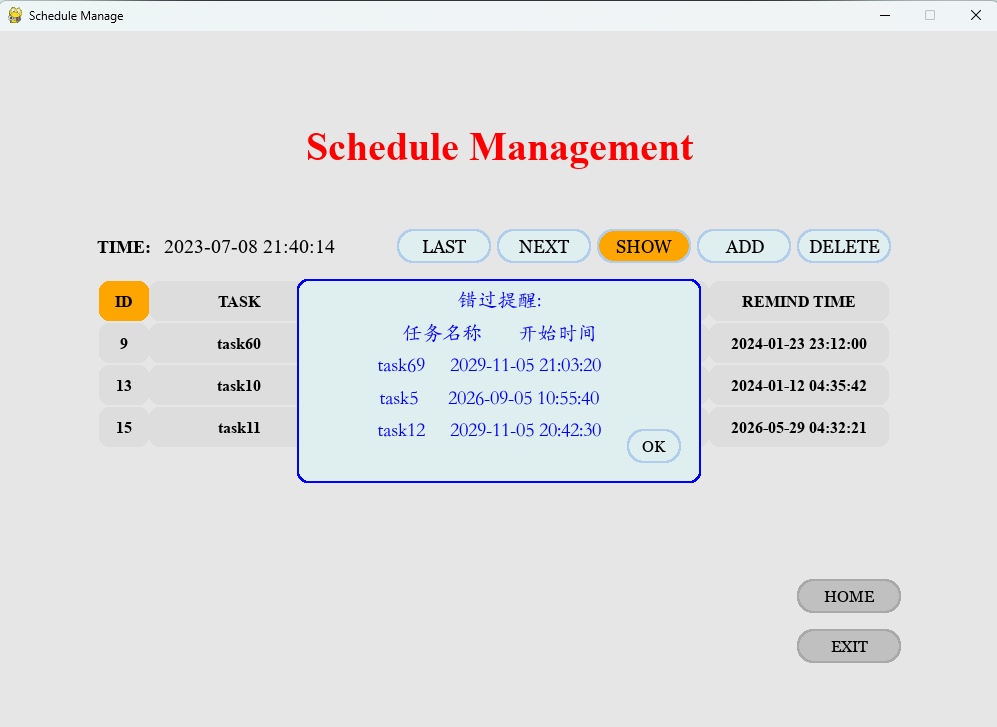 Schedule Manage
Schedule Management
TIME: 2023-07-08 21:40:14 LAST NEXT SHOW ADD DELETE
ID TASK REMIND TIME
9 task60 2024-01-23 23:12:00
13 task10 2024-01-12 04:35:42
15 task11 2026-05-29 04:32:21
错过提醒:
任务名称 开始时间
task69 2029-11-05 21:03:20
task5 2026-09-05 10:55:40
task12 2029-11-05 20:42:30
OK
HOME
EXIT